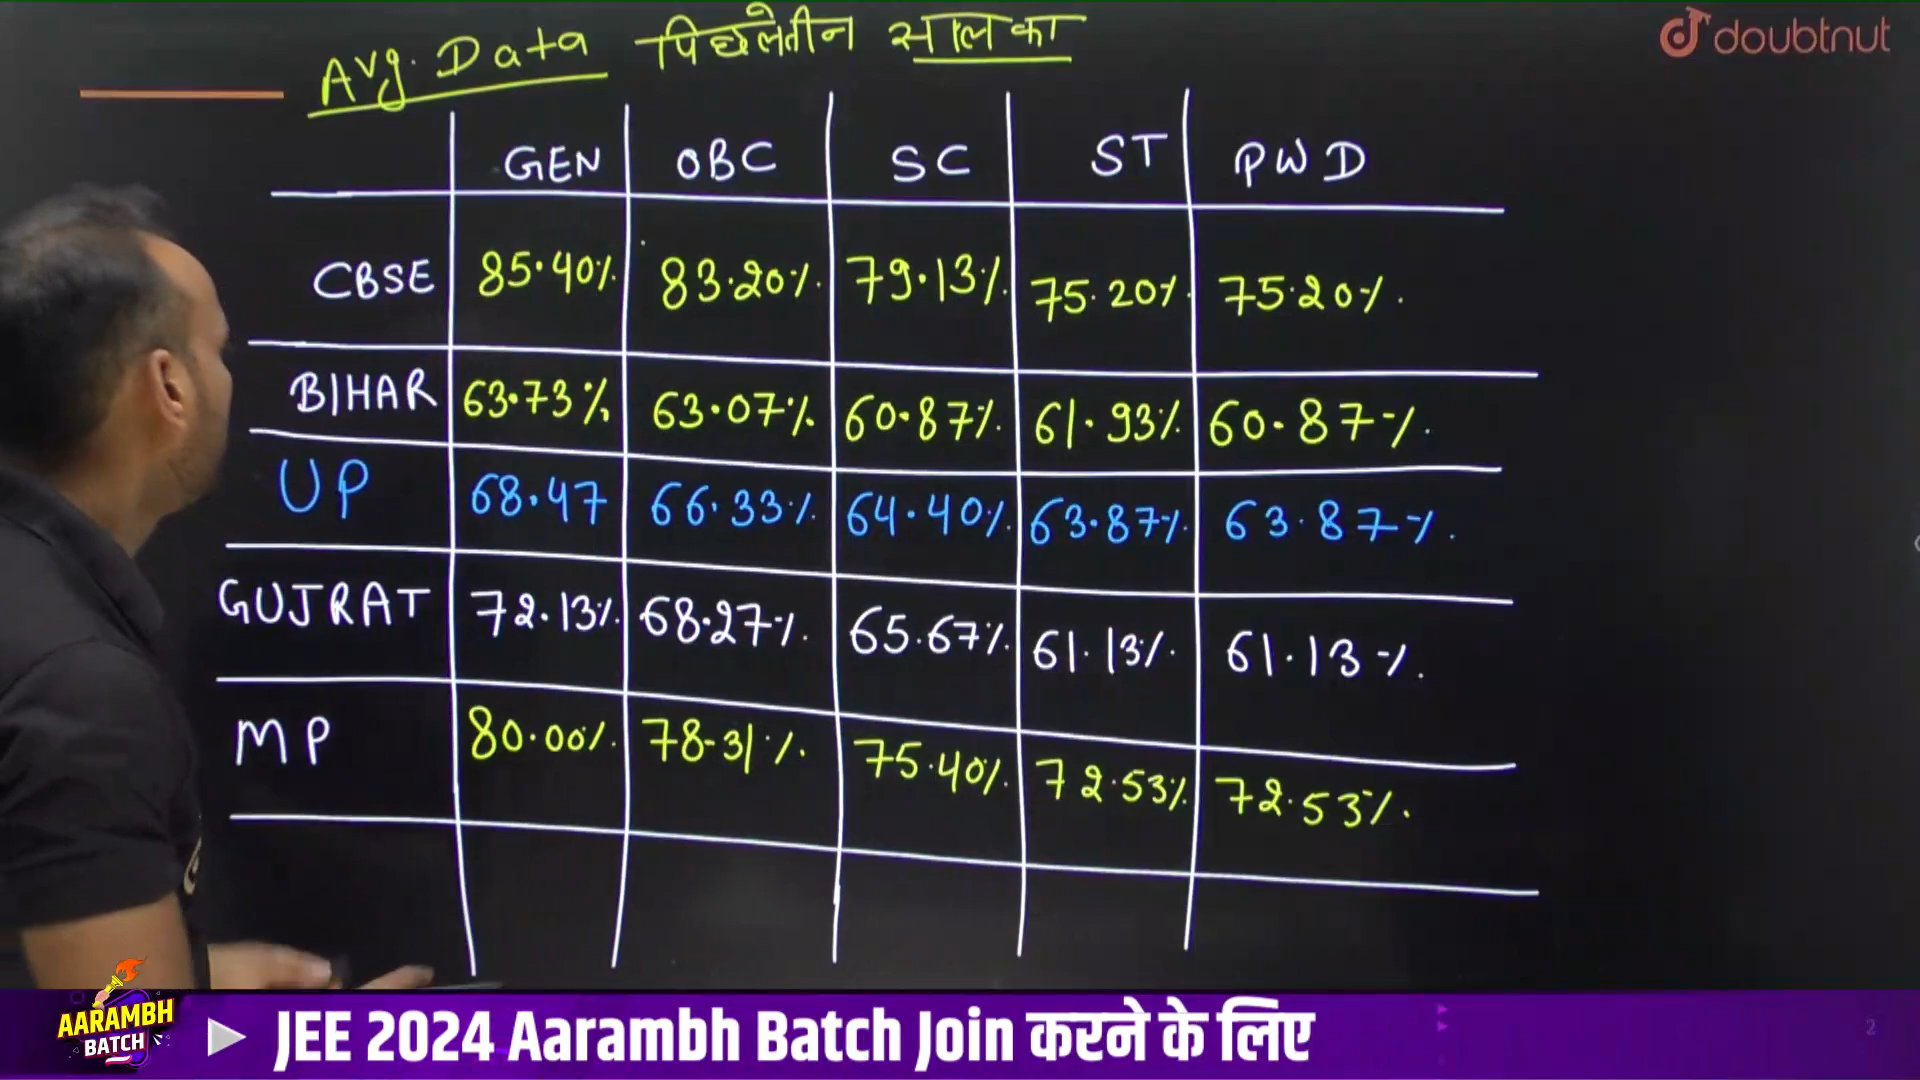 Avg. Data पिछले तीन साल का
doubtnut
GEN OBC SC ST PWD
CBSE 85.40% 83.20% 79.13% 75.20% 75.20%
BIHAR 63.73% 63.07% 60.87% 61.93% 60.87%
UP 68.47 66.33% 64.40% 63.87% 63.87%
GUJRAT 72.13% 68.27% 65.67% 61.13% 61.13%
MP 80.00% 78.31% 75.40% 72.53% 72.53%
AARAMBH
BATCH
JEE 2024 Aarambh Batch Join करने के लिए
2